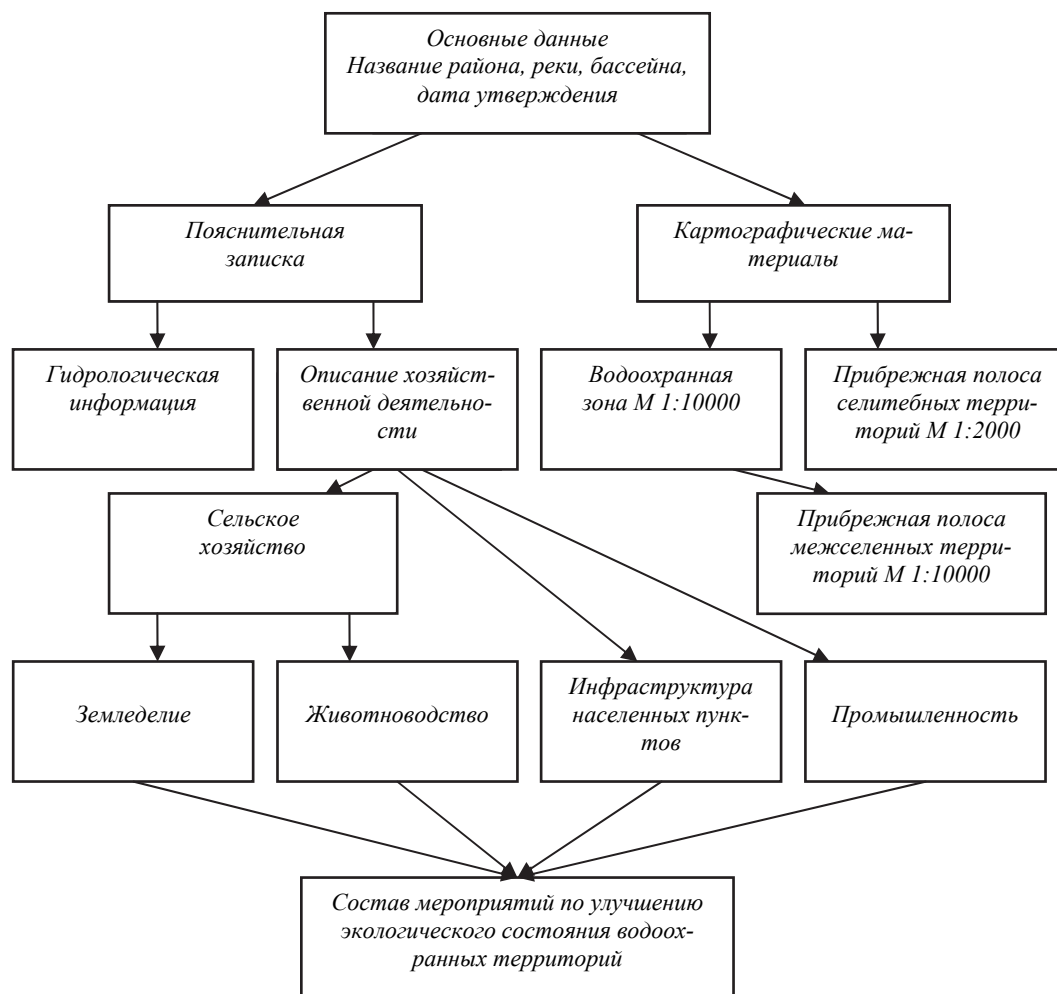 Основные данные
Название района, реки, бассейна,
дата утверждения
Пояснительная
записка
Картографические ма-
териалы
Гидрологическая
информация
Описание хозяйст-
венной деятельно-
сти
Водоохранная
зона М 1:10000
Прибрежная полоса
селитебных терри-
торий М 1:2000
Сельское
хозяйство
Прибрежная полоса
межселенных терри-
торий М 1:10000
Земледелие
Животноводство
Инфраструктура
населенных пунк-
тов
Промышленность
Состав мероприятий по улучшению
экологического состояния водоох-
ранных территорий